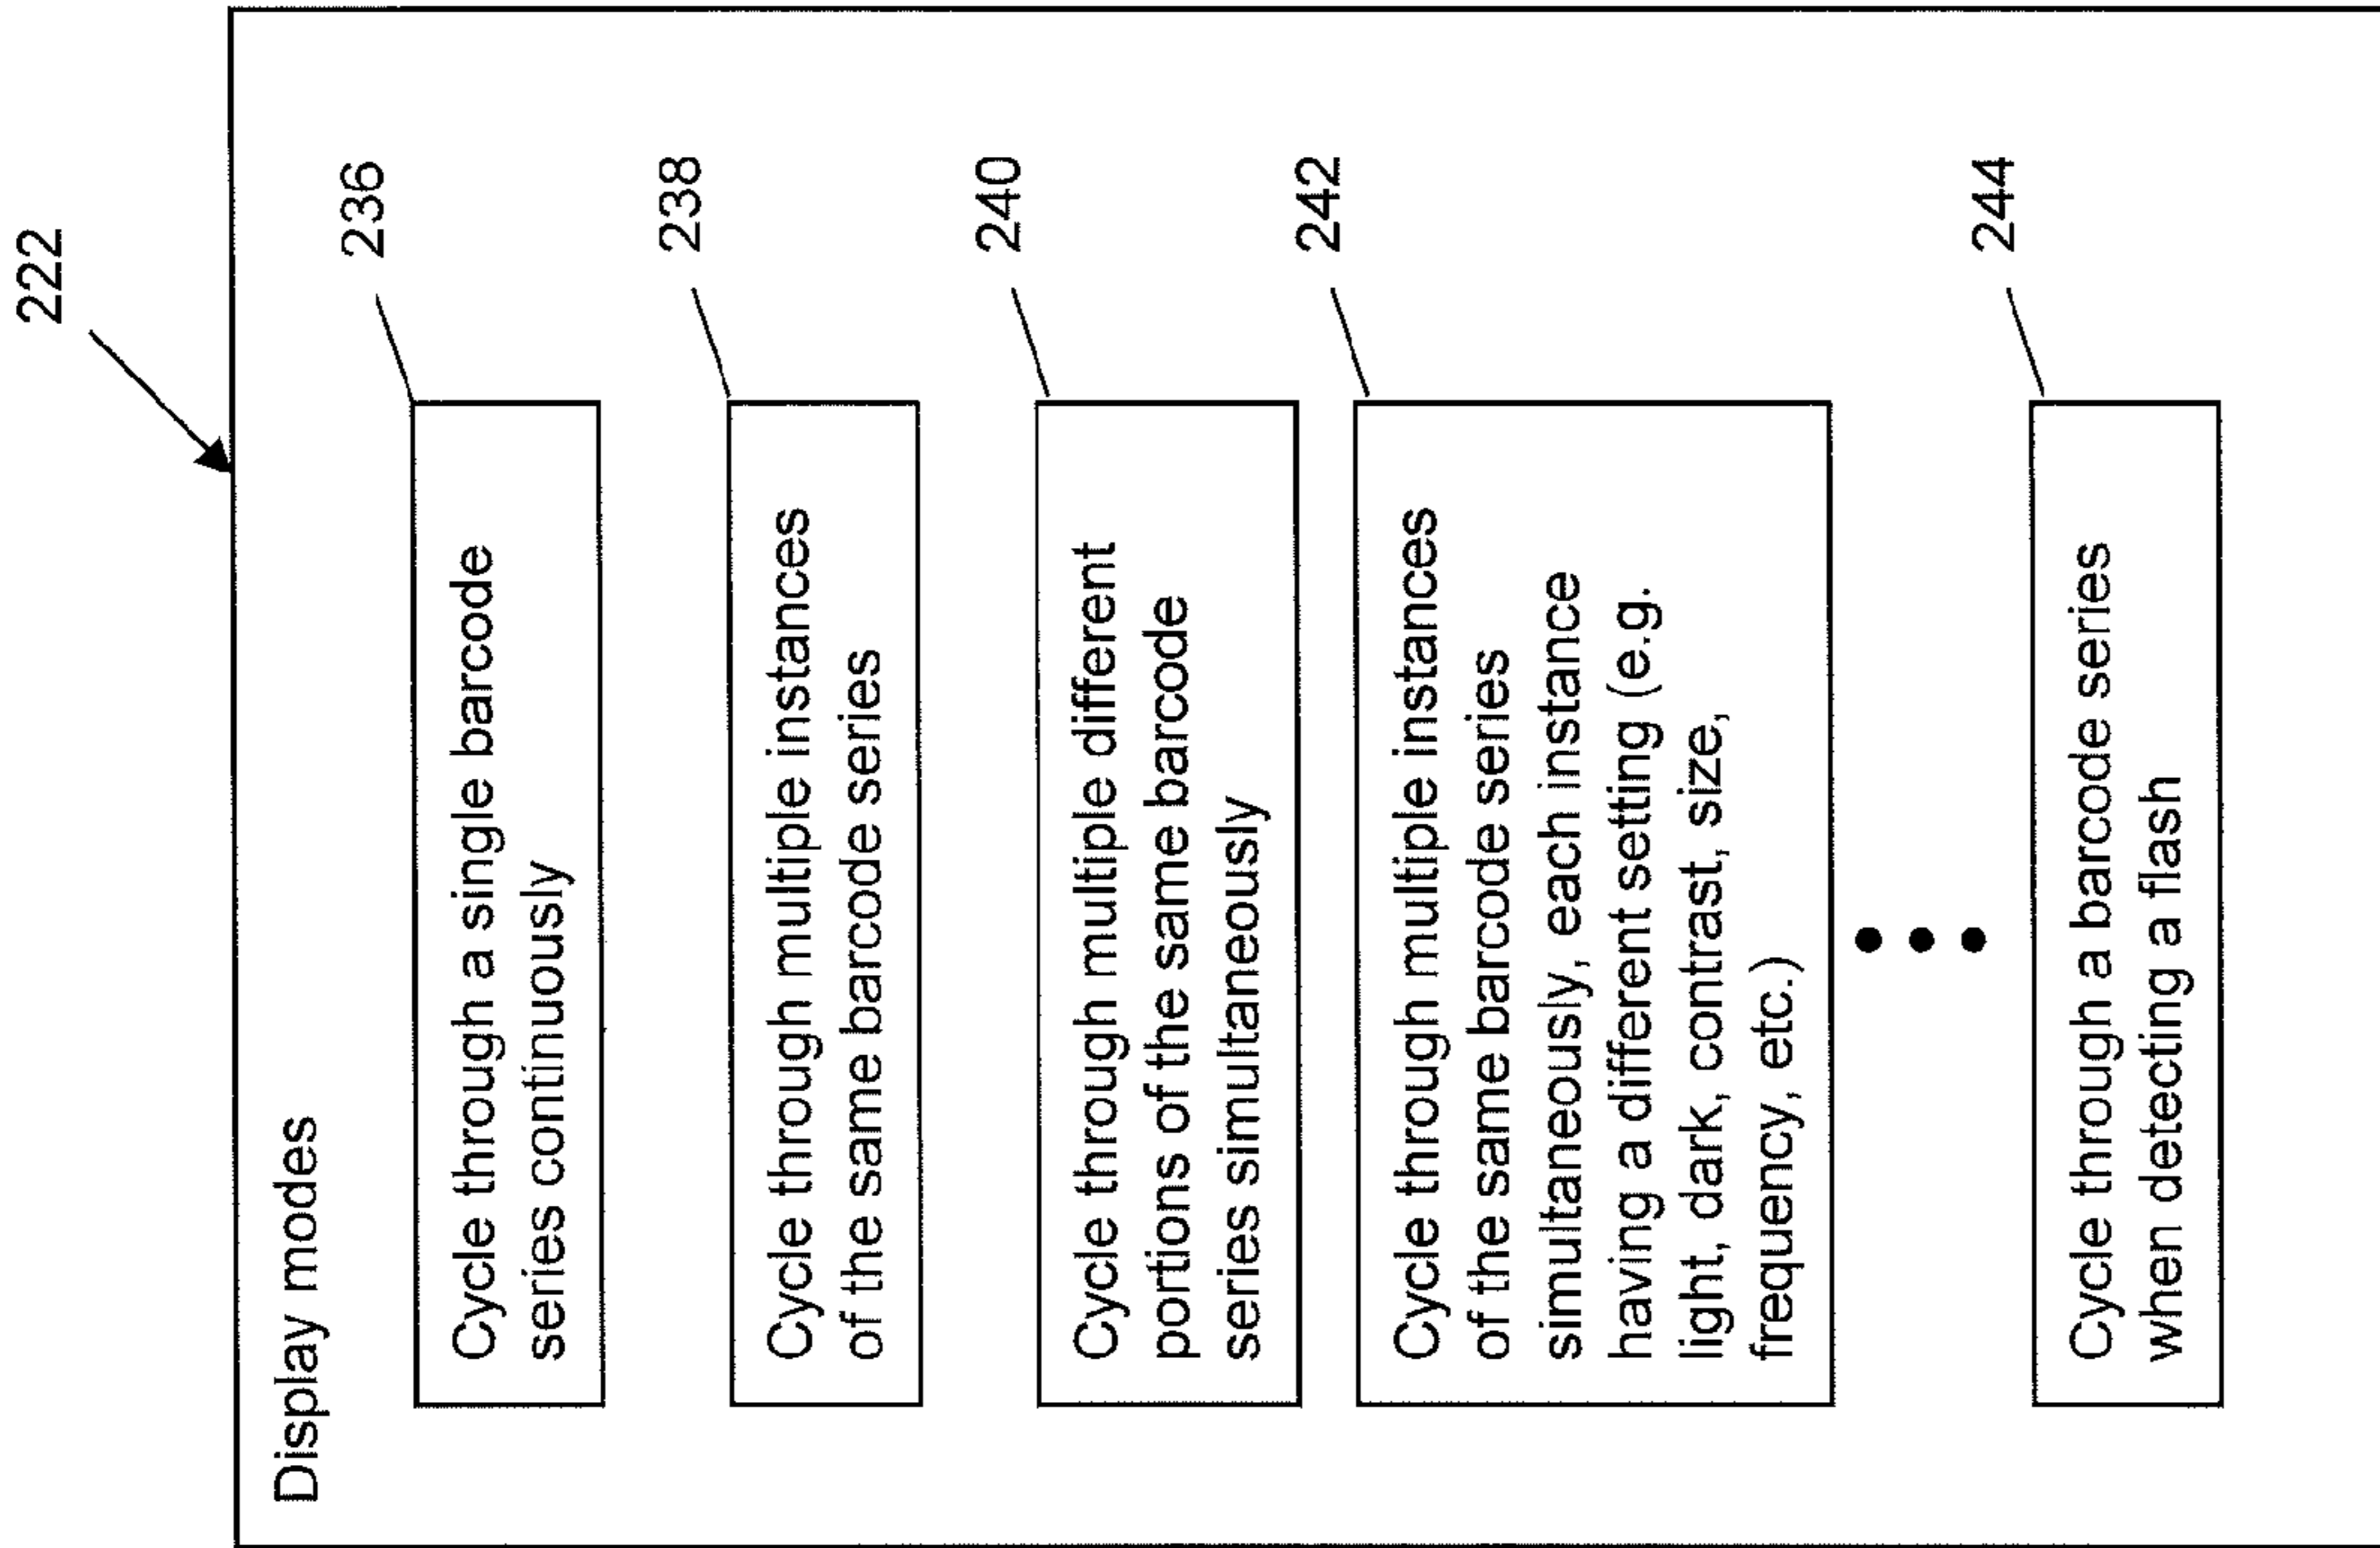 222
Display modes
236
Cycle through a single barcode
series continuously
238
Cycle through multiple instances
of the same barcode series
240
Cycle through multiple different
portions of the same barcode
series simultaneously
242
Cycle through multiple instances
of the same barcode series
simultaneously, each instance
having a different setting (e.g.
light, dark, contrast, size,
frequency, etc.)
244
Cycle through a barcode series
when detecting a flash